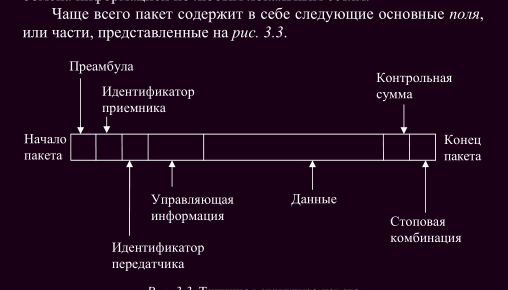 Чаще всего пакет содержит в себе следующие основные поля,
или части, представленные на рис. 3.3.
Преамбула
Контрольная
сумма
Идентификатор
приемника
Начало
пакета
Конец
пакета
Управляющая
информация
Данные
Стоповая
комбинация
Идентификатор
передатчика